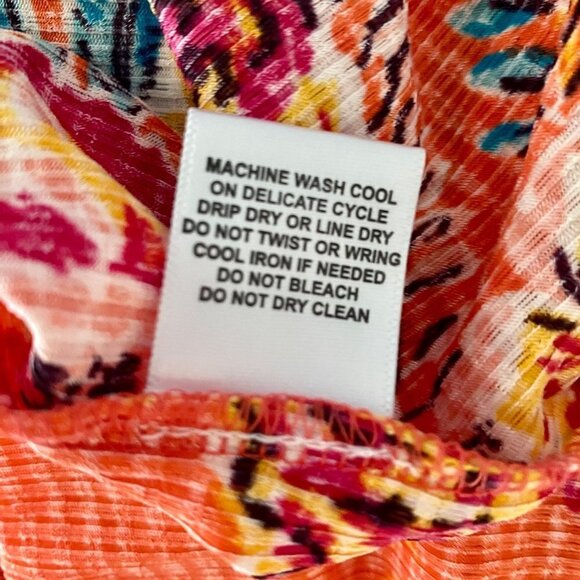 MACHINE WASH COOL
ON DELICATE CYCLE
DRIP DRY OR LINE DRY
DO NOT TWIST OR WRING
COOL IRON IF NEEDED
DO NOT BLEACH
DO NOT DRY CLEAN